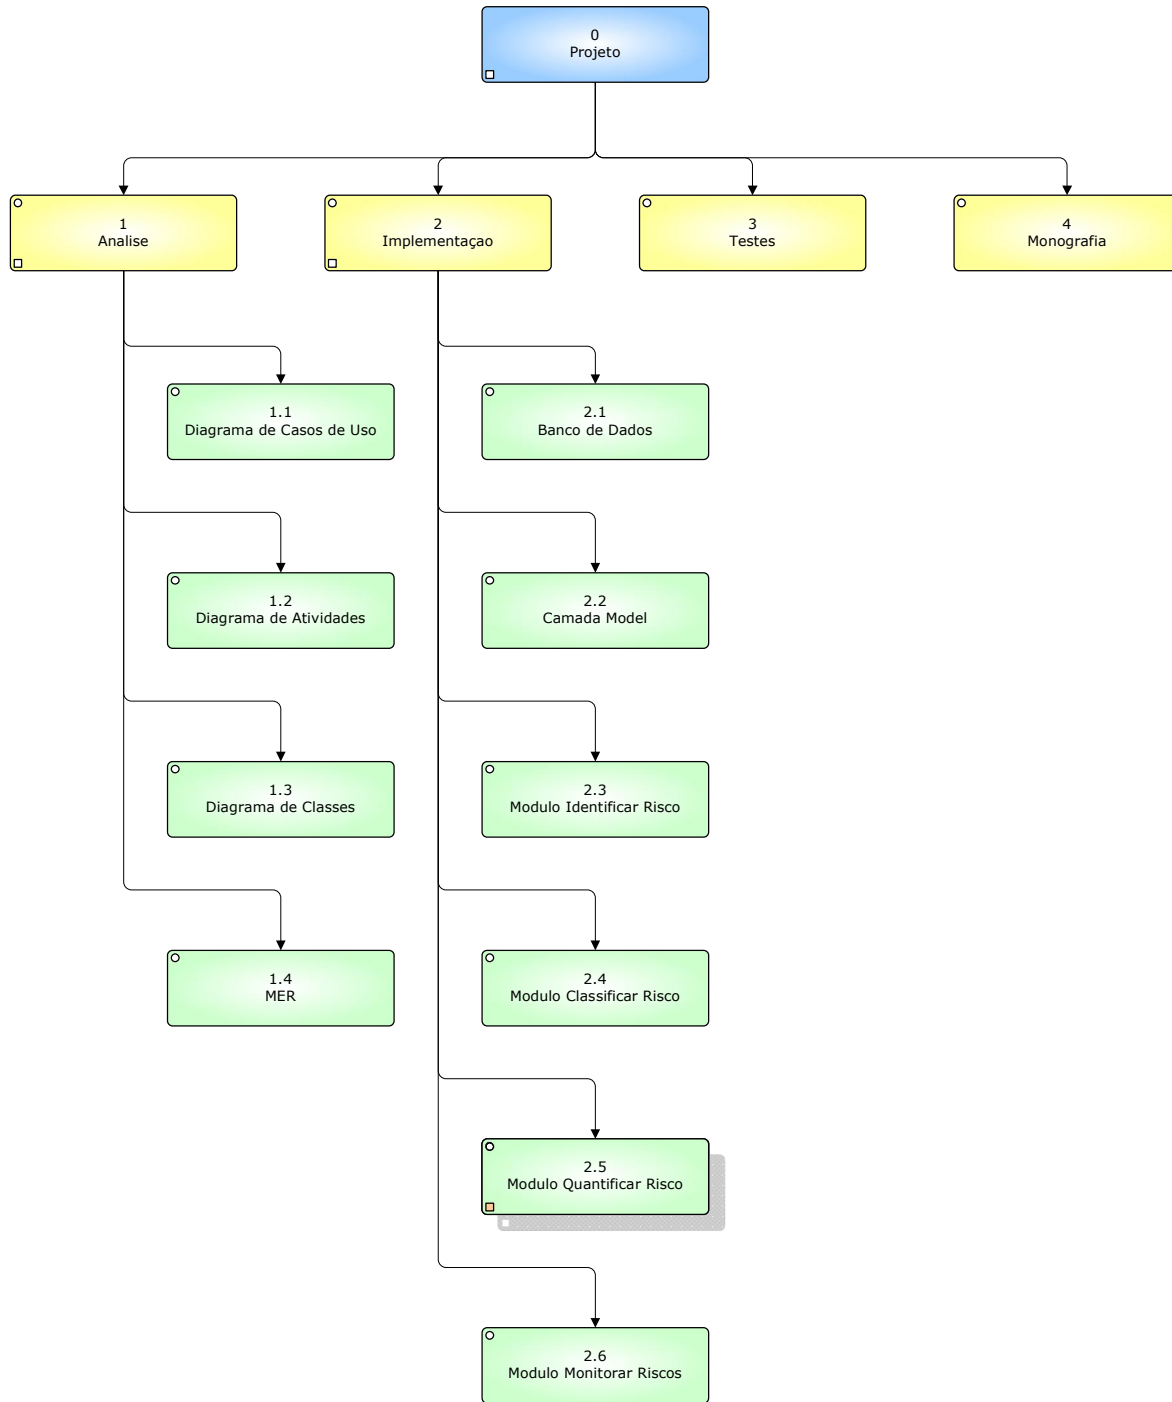 0
Projeto
1
Analise
2
Implementaçao
3
Testes
4
Monografia
1.1
Diagrama de Casos de Uso
2.1
Banco de Dados
1.2
Diagrama de Atividades
2.2
Camada Model
1.3
Diagrama de Classes
2.3
Modulo Identificar Risco
1.4
MER
2.4
Modulo Classificar Risco
2.5
Modulo Quantificar Risco
2.6
Modulo Monitorar Riscos